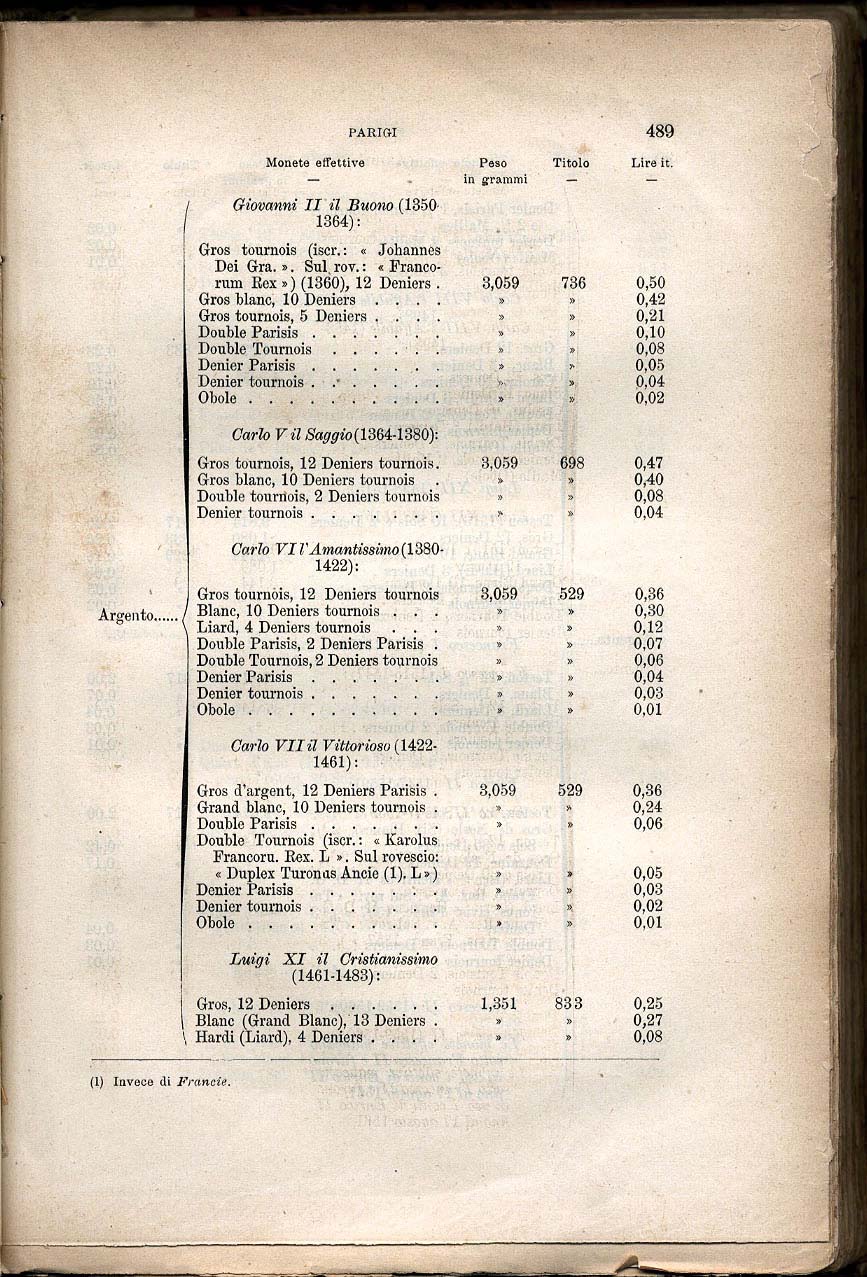 PARIGI 489
Monete effettive Peso Titolo Lire it.
— in grammi — —
Giovanni II il Buono (1350-
1364):
Gros tournois (iscr.: « Johannes
Dei Gra. ». Sul rov.: « Franco-
rum Rex ») (1360), 12 Deniers . 3,059 736 0,50
Gros blanc, 10 Deniers . . . . » » 0,42
Gros tournois, 5 Deniers . . . . » » 0,21
Double Parisis . . . . . . . » » 0,10
Double Tournois . . . . . . » » 0,08
Denier Parisis . . . . . . . » » 0,05
Denier tournois . . . . . . . » » 0,04
Obole . . . . . . . . . . » » 0,02
Carlo V il Saggio (1364-1380):
Gros tournois, 12 Deniers tournois. 3,059 698 0,47
Gros blanc, 10 Deniers tournois . » » 0,40
Double tournois, 2 Deniers tournois » » 0,08
Denier tournois . . . . . . . » » 0,04
Carlo VI l'Amantissimo (1380-
1422):
Gros tournois, 12 Deniers tournois 3,059 529 0,36
Argento......
Blanc, 10 Deniers tournois . . . » » 0,30
Liard, 4 Deniers tournois . . . » » 0,12
Double Parisis, 2 Deniers Parisis . » » 0,07
Double Tournois, 2 Deniers tournois » » 0,06
Denier Parisis . . . . . . . » » 0,04
Denier tournois . . . . . . . » » 0,03
Obole . . . . . . . . . . » » 0,01
Carlo VII il Vittorioso (1422-
1461):
Gros d'argent, 12 Deniers Parisis . 3,059 529 0,36
Grand blanc, 10 Deniers tournois . » » 0,24
Double Parisis . . . . . . . » » 0,06
Double Tournois (iscr.: « Karolus
Francoru. Rex. L ». Sul rovescio:
« Duplex Turonus Ancie (1). L ») » » 0,05
Denier Parisis . . . . . . . » » 0,03
Denier tournois . . . . . . . » » 0,02
Obole . . . . . . . . . . » » 0,01
Luigi XI il Cristianissimo
(1461-1483):
Gros, 12 Deniers . . . . . . 1,351 833 0,25
Blanc (Grand Blanc), 13 Deniers . » » 0,27
Hardi (Liard), 4 Deniers . . . . » » 0,08
(1) Invece di Francie.